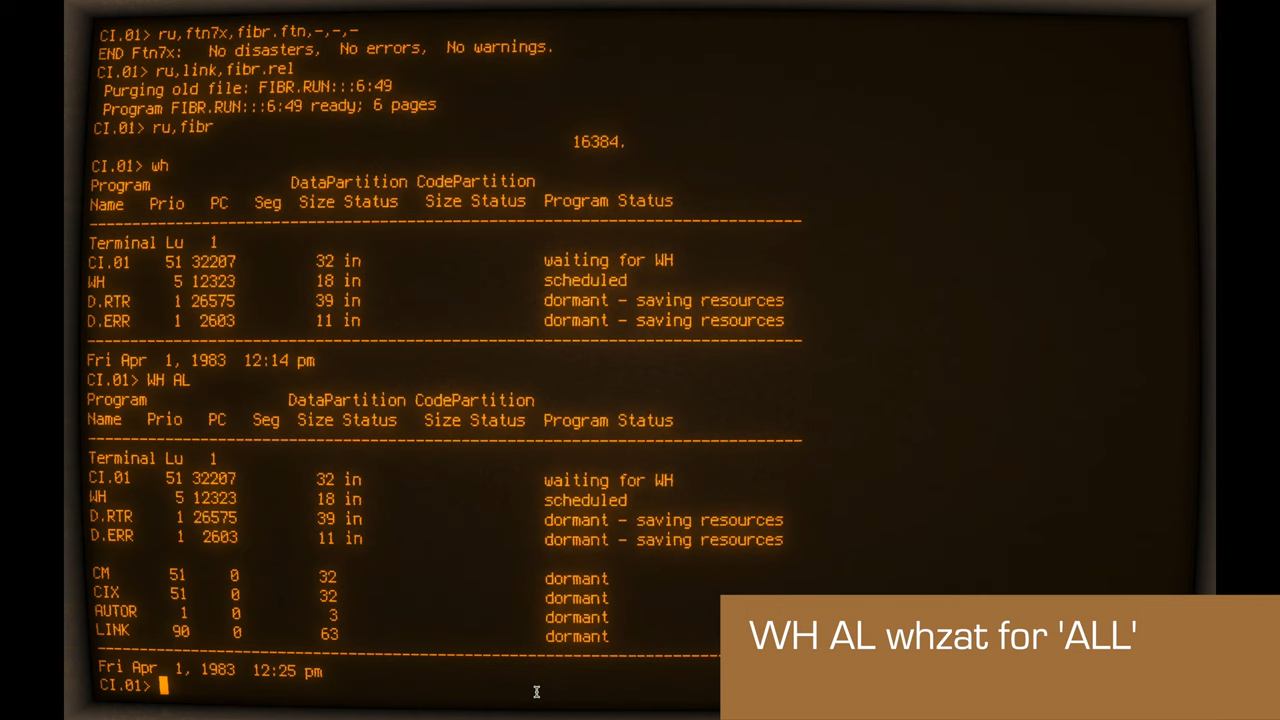 CI.01> ru,ftn7x,fibr.ftn,-,-,-
END Ftn7x:   No disasters,   No errors,   No warnings.
CI.01> ru,link,fibr.rel
Purging old file: FIBR.RUN:::6:49
Program FIBR.RUN:::6:49 ready; 6 pages
CI.01> ru,fibr
16384.
CI.01> wh
Program                DataPartition CodePartition
Name   Prio   PC   Seg  Size Status   Size Status  Program Status
--------------------------------------------------------------------------------
Terminal Lu   1
CI.01    51 32207         32 in                    waiting for WH
WH        5 12323         18 in                    scheduled
D.RTR     1 26575         39 in                    dormant - saving resources
D.ERR     1  2603         11 in                    dormant - saving resources
--------------------------------------------------------------------------------
Fri Apr  1, 1983  12:14 pm
CI.01> WH AL
Program                DataPartition CodePartition
Name   Prio   PC   Seg  Size Status   Size Status  Program Status
--------------------------------------------------------------------------------
Terminal Lu   1
CI.01    51 32207         32 in                    waiting for WH
WH        5 12323         18 in                    scheduled
D.RTR     1 26575         39 in                    dormant - saving resources
D.ERR     1  2603         11 in                    dormant - saving resources
CM       51     0         32                       dormant
CIX      51     0         32                       dormant
AUTOR     1     0          3                       dormant
LINK     90     0         63                       dormant
--------------------------------------------------------------------------------
Fri Apr  1, 1983  12:25 pm
CI.01>
WH AL whzat for 'ALL'